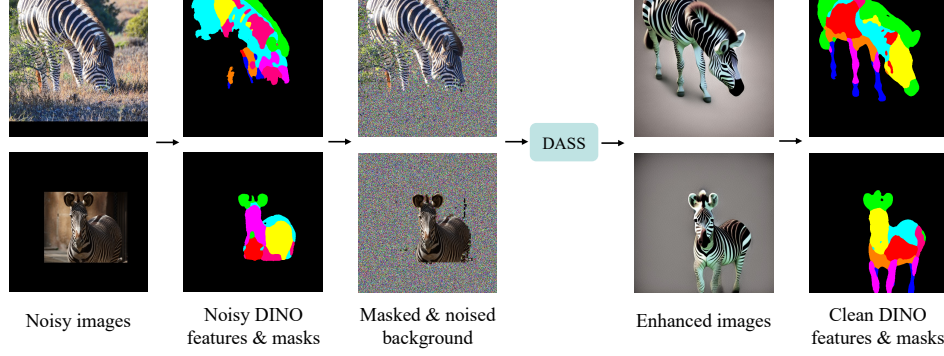 DASS
Noisy images
Noisy DINO
features & masks
Masked & noised
background
Enhanced images
Clean DINO
features & masks